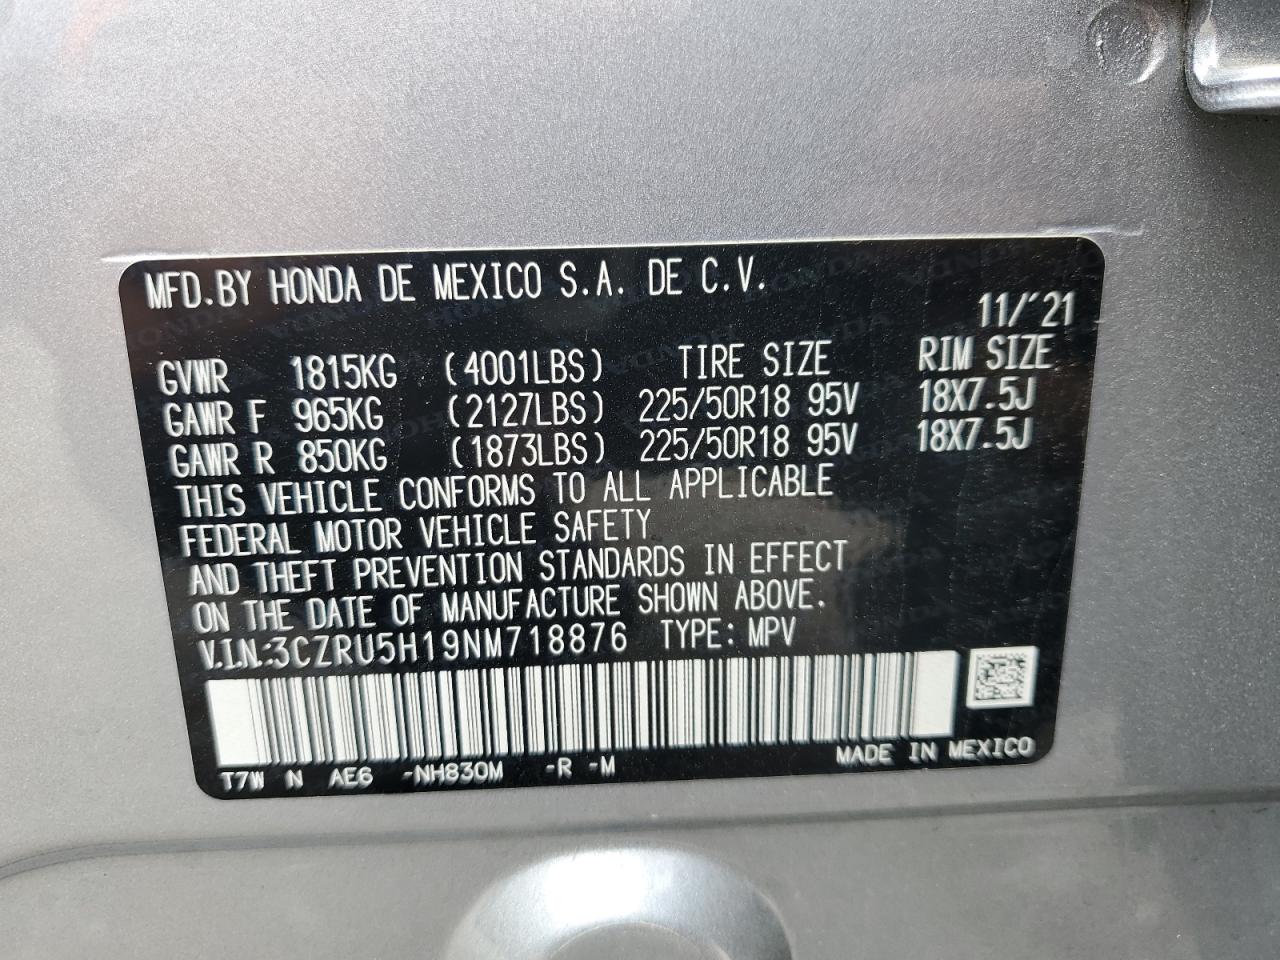 MFD.BY HONDA DE MEXICO S.A. DE C.V.
11/'21
GVWR 1815KG (4001LBS) TIRE SIZE RIM SIZE
GAWR F 965KG (2127LBS) 225/50R18 95V 18X7.5J
GAWR R 850KG (1873LBS) 225/50R18 95V 18X7.5J
THIS VEHICLE CONFORMS TO ALL APPLICABLE
FEDERAL MOTOR VEHICLE SAFETY
AND THEFT PREVENTION STANDARDS IN EFFECT
ON THE DATE OF MANUFACTURE SHOWN ABOVE.
V.I.N.:3CZRU5H19NM718876 TYPE: MPV
T7W N AE6 -NH830M -R -M MADE IN MEXICO